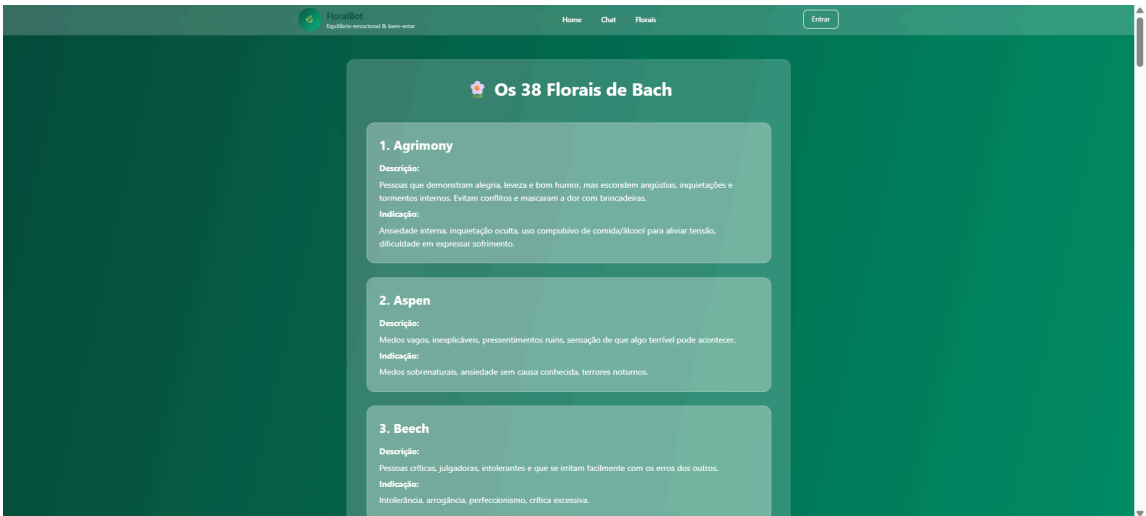 FloralBot
Equilíbrio emocional & bem-estar
Home
Chat
Florais
Entrar
Os 38 Florais de Bach
1. Agrimony
Descrição:
Pessoas que demonstram alegria, leveza e bom humor, mas escondem angústias, inquietações e
tormentos internos. Evitam conflitos e mascaram a dor com brincadeiras.
Indicação:
Ansiedade interna, inquietação oculta, uso compulsivo de comida/álcool para aliviar tensão,
dificuldade em expressar sofrimento.
2. Aspen
Descrição:
Medos vagos, inexplicáveis, pressentimentos ruins, sensação de que algo terrível pode acontecer.
Indicação:
Medos sobrenaturais, ansiedade sem causa conhecida, terrores noturnos.
3. Beech
Descrição:
Pessoas críticas, julgadoras, intolerantes e que se irritam facilmente com os erros dos outros.
Indicação:
Intolerância, arrogância, perfeccionismo, crítica excessiva.